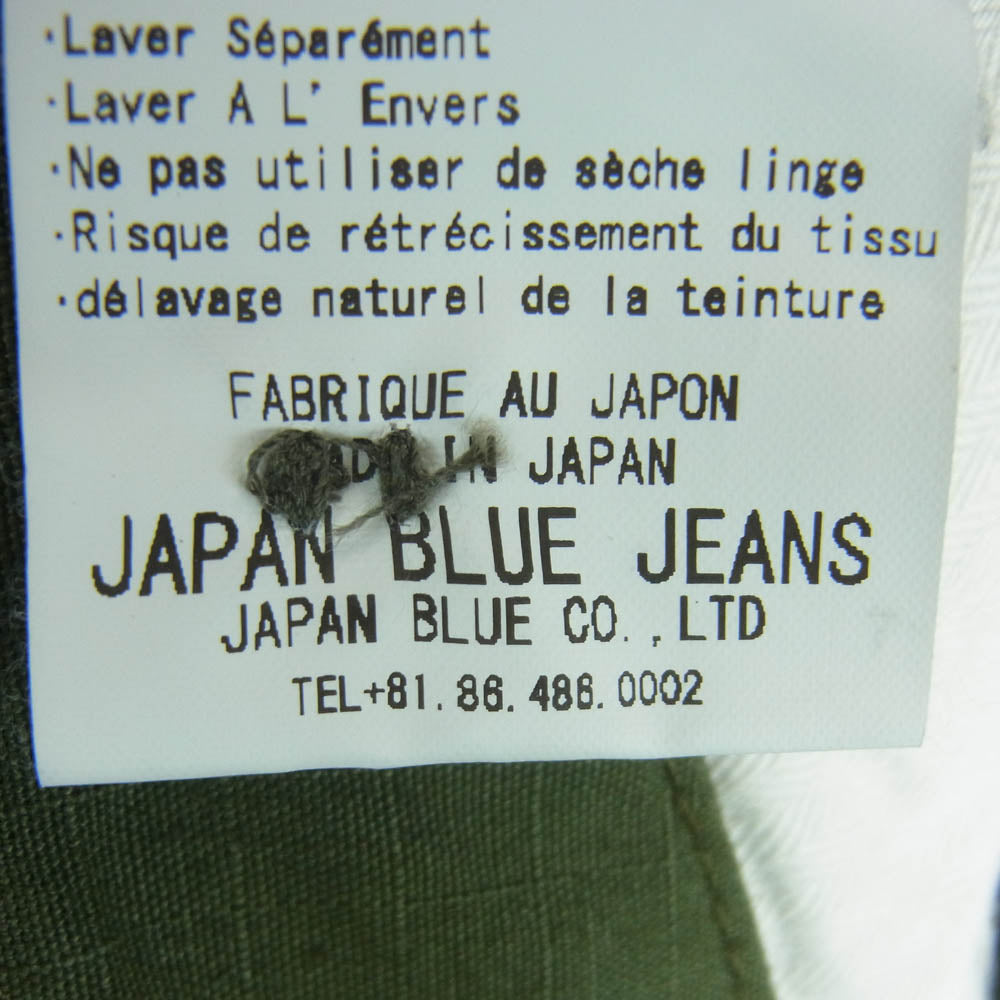 ·Laver Séparément
·Laver A L' Envers
·Ne pas utiliser de sèche linge
·Risque de rétrécissement du tissu
·délavage naturel de la teinture
FABRIQUE AU JAPON
IN JAPAN
JAPAN BLUE JEANS
JAPAN BLUE CO.,LTD
TEL+81.86.486.0002